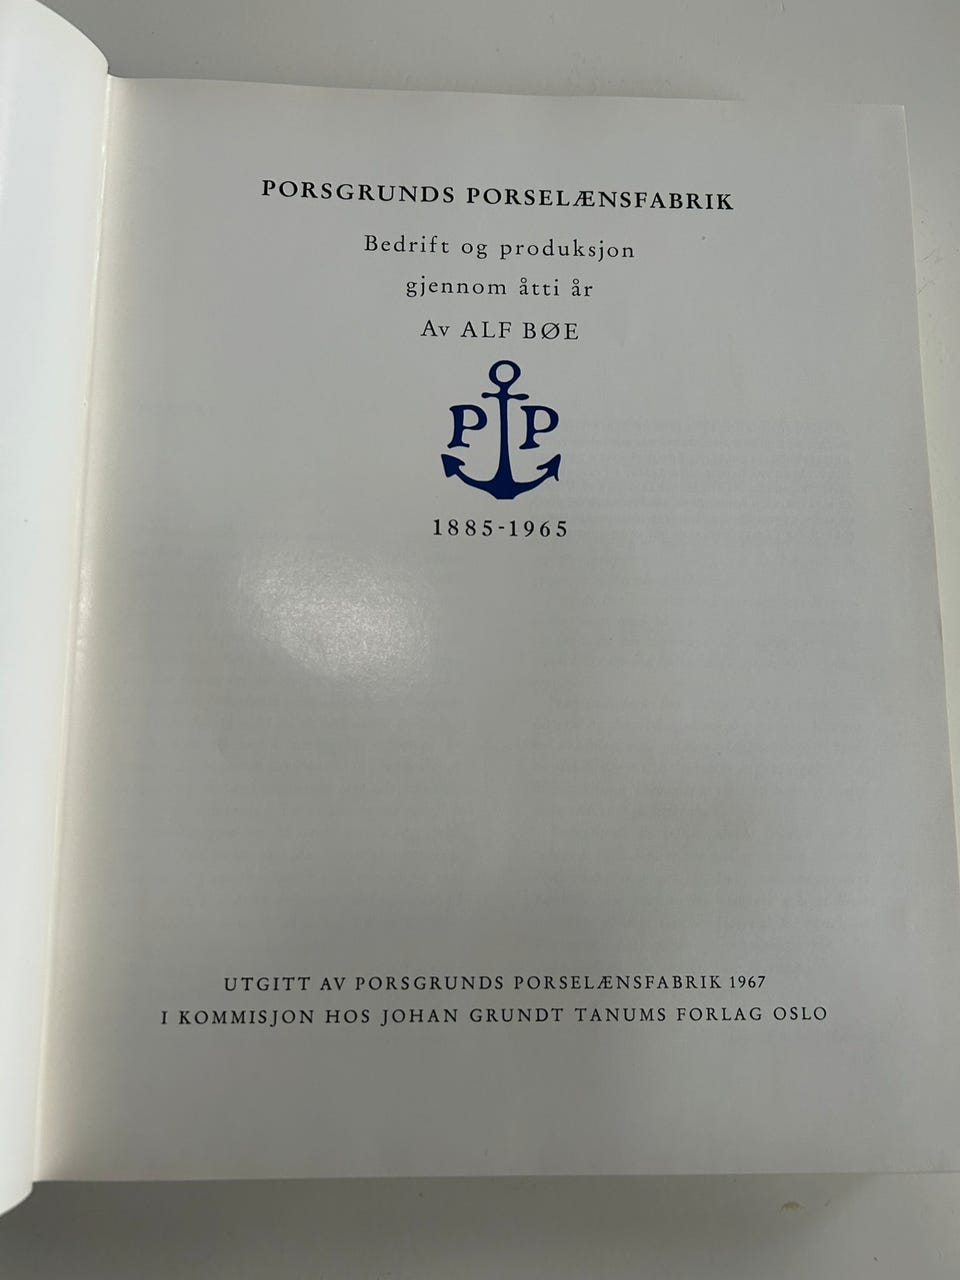 PORSGRUNDS PORSELÆNSFABRIK
Bedrift og produksjon
gjennom åtti år
Av ALF BØE
P P
1885-1965
UTGITT AV PORSGRUNDS PORSELÆNSFABRIK 1967
I KOMMISJON HOS JOHAN GRUNDT TANUMS FORLAG OSLO